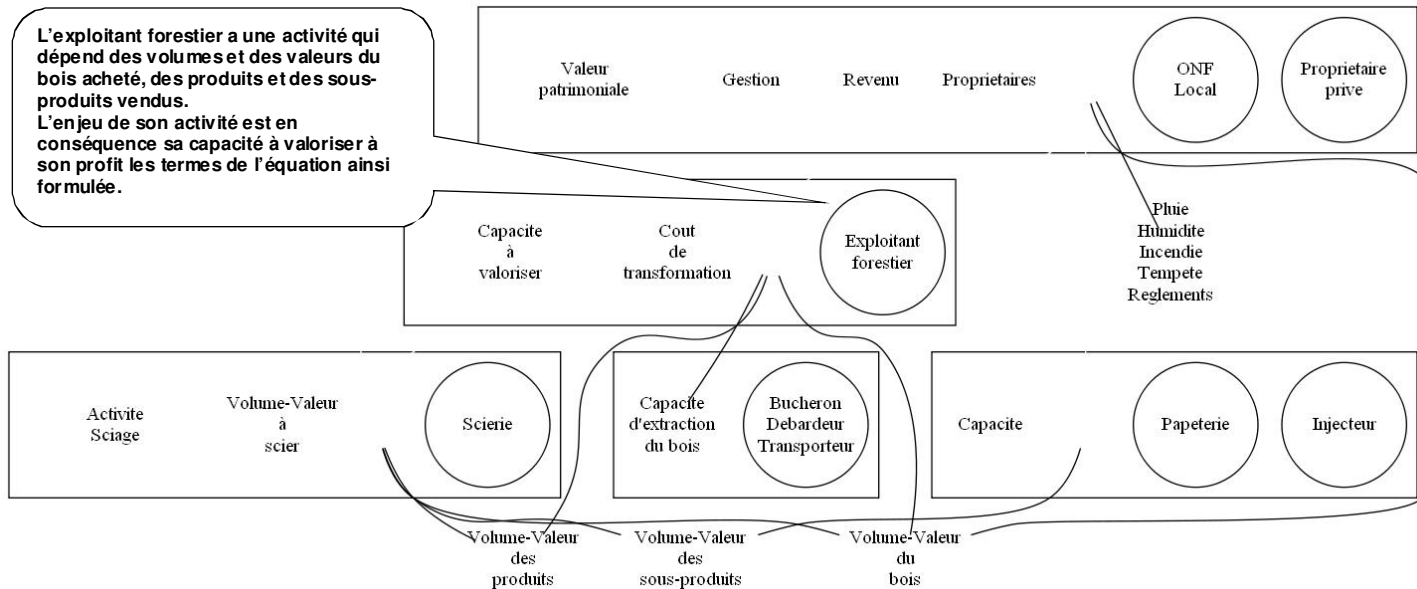 L'exploitant forestier a une activité qui
dépend des volumes et des valeurs du
bois acheté, des produits et des sous-
produits vendus.
L'enjeu de son activité est en
conséquence sa capacité à valoriser à
son profit les termes de l'équation ainsi
formulée.
Valeur
patrimoniale
Gestion
Revenu
Proprietaires
ONF
Local
Proprietaire
prive
Capacite
à
valoriser
Cout
de
transformation
Exploitant
forestier
Pluie
Humidite
Incendie
Tempete
Reglements
Activite
Sciage
Volume-Valeur
à
scier
Scierie
Capacite
d'extraction
du bois
Bucheron
Debardeur
Transporteur
Capacite
Papeterie
Injecteur
Volume-Valeur
des
produits
Volume-Valeur
des
sous-produits
Volume-Valeur
du
bois